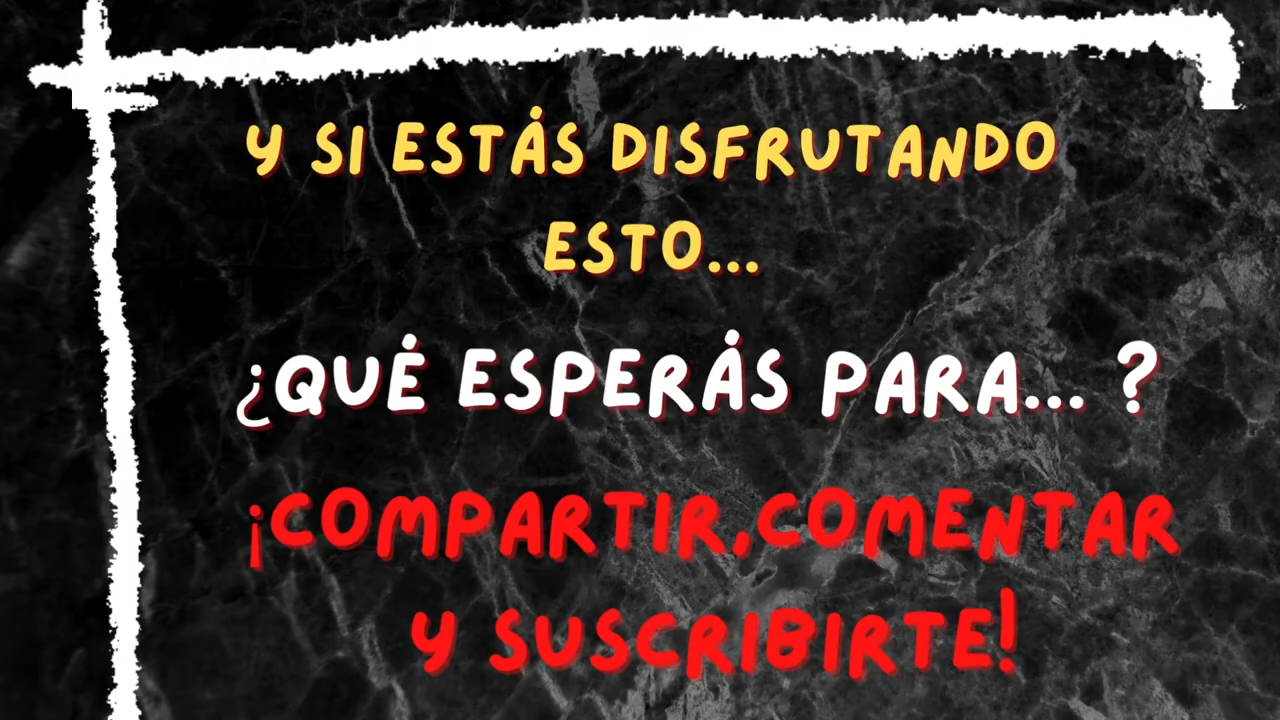 Y SI ESTÁS DISFRUTANDO
ESTO...
¿QUÉ ESPERÁS PARA... ?
¡COMPARTIR,COMENTAR
Y SUSCRIBIRTE!